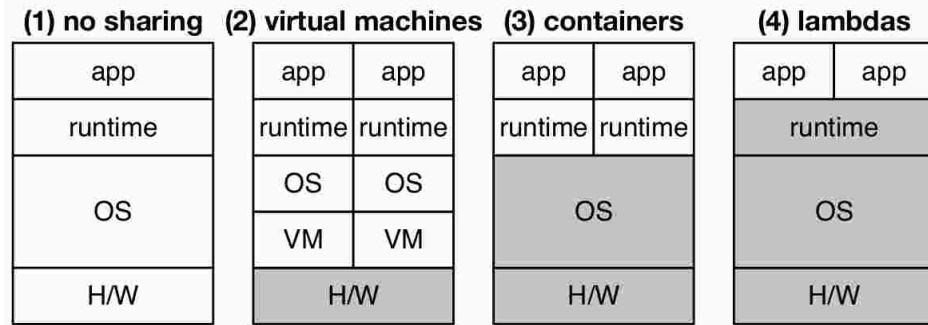 (1) no sharing (2) virtual machines (3) containers (4) lambdas
app app app app app app app
runtime runtime runtime runtime runtime runtime
OS OS OS OS OS
VM VM
H/W H/W H/W H/W